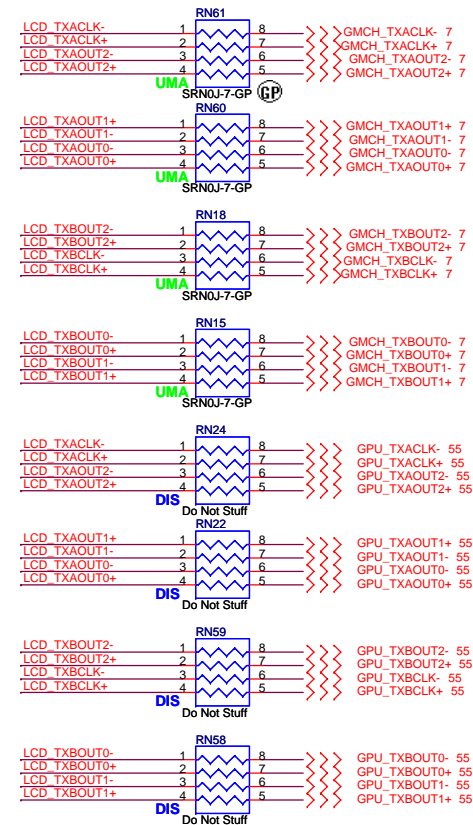 RN61
LCD_TXACLK- 1 8 GMCH_TXACLK- 7
LCD_TXACLK+ 2 7 GMCH_TXACLK+ 7
LCD_TXAOUT2- 3 6 GMCH_TXAOUT2- 7
LCD_TXAOUT2+ 4 5 GMCH_TXAOUT2+ 7
UMA
SRN0J-7-GP GP
RN60
LCD_TXAOUT1+ 1 8 GMCH_TXAOUT1+ 7
LCD_TXAOUT1- 2 7 GMCH_TXAOUT1- 7
LCD_TXAOUT0- 3 6 GMCH_TXAOUT0- 7
LCD_TXAOUT0+ 4 5 GMCH_TXAOUT0+ 7
UMA
SRN0J-7-GP
RN18
LCD_TXBOUT2- 1 8 GMCH_TXBOUT2- 7
LCD_TXBOUT2+ 2 7 GMCH_TXBOUT2+ 7
LCD_TXBCLK- 3 6 GMCH_TXBCLK- 7
LCD_TXBCLK+ 4 5 GMCH_TXBCLK+ 7
UMA
SRN0J-7-GP
RN15
LCD_TXBOUT0- 1 8 GMCH_TXBOUT0- 7
LCD_TXBOUT0+ 2 7 GMCH_TXBOUT0+ 7
LCD_TXBOUT1- 3 6 GMCH_TXBOUT1- 7
LCD_TXBOUT1+ 4 5 GMCH_TXBOUT1+ 7
UMA
SRN0J-7-GP
RN24
LCD_TXACLK- 1 8 GPU_TXACLK- 55
LCD_TXACLK+ 2 7 GPU_TXACLK+ 55
LCD_TXAOUT2- 3 6 GPU_TXAOUT2- 55
LCD_TXAOUT2+ 4 5 GPU_TXAOUT2+ 55
DIS
Do Not Stuff
RN22
LCD_TXAOUT1+ 1 8 GPU_TXAOUT1+ 55
LCD_TXAOUT1- 2 7 GPU_TXAOUT1- 55
LCD_TXAOUT0- 3 6 GPU_TXAOUT0- 55
LCD_TXAOUT0+ 4 5 GPU_TXAOUT0+ 55
DIS
Do Not Stuff
RN59
LCD_TXBOUT2- 1 8 GPU_TXBOUT2- 55
LCD_TXBOUT2+ 2 7 GPU_TXBOUT2+ 55
LCD_TXBCLK- 3 6 GPU_TXBCLK- 55
LCD_TXBCLK+ 4 5 GPU_TXBCLK+ 55
DIS
Do Not Stuff
RN58
LCD_TXBOUT0- 1 8 GPU_TXBOUT0- 55
LCD_TXBOUT0+ 2 7 GPU_TXBOUT0+ 55
LCD_TXBOUT1- 3 6 GPU_TXBOUT1- 55
LCD_TXBOUT1+ 4 5 GPU_TXBOUT1+ 55
DIS
Do Not Stuff